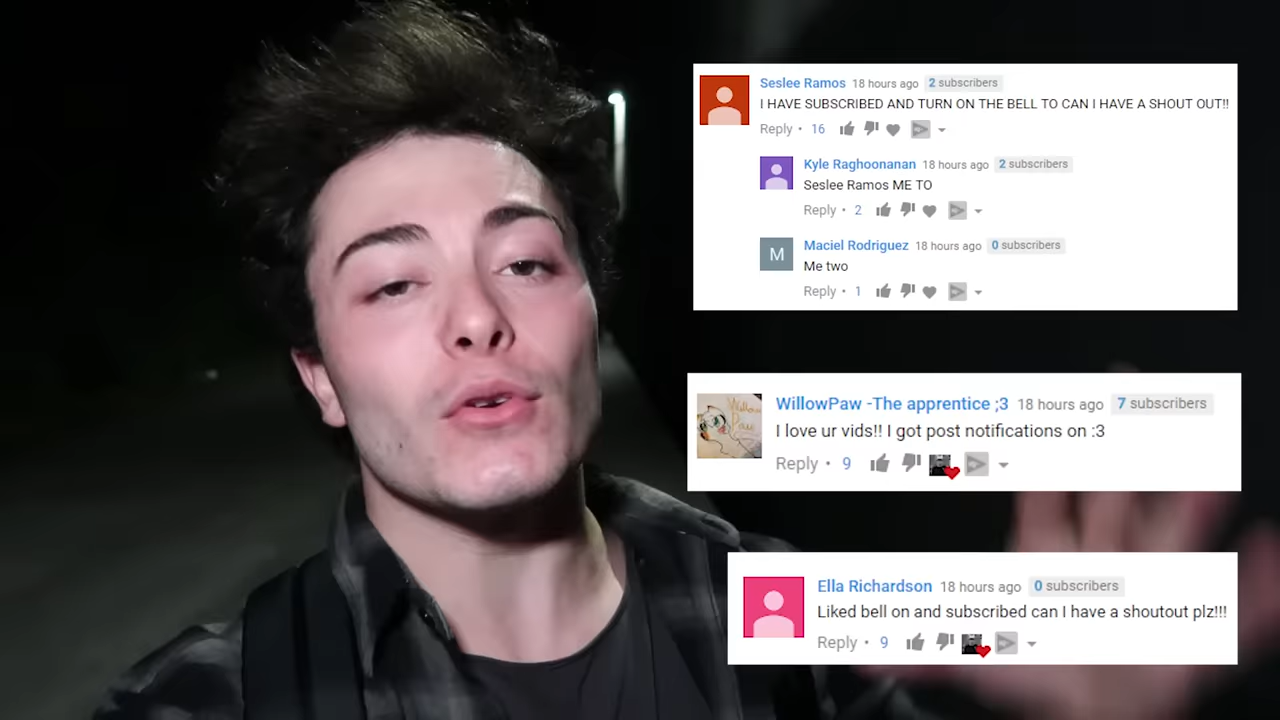 Seslee Ramos 18 hours ago 2 subscribers
I HAVE SUBSCRIBED AND TURN ON THE BELL TO CAN I HAVE A SHOUT OUT!!
Reply • 16
Kyle Raghoonanan 18 hours ago 2 subscribers
Seslee Ramos ME TO
Reply • 2
M
Maciel Rodriguez 18 hours ago 0 subscribers
Me two
Reply • 1
Willow
Paw
WillowPaw -The apprentice ;3 18 hours ago 7 subscribers
I love ur vids!! I got post notifications on :3
Reply • 9
Ella Richardson 18 hours ago 0 subscribers
Liked bell on and subscribed can I have a shoutout plz!!!
Reply • 9